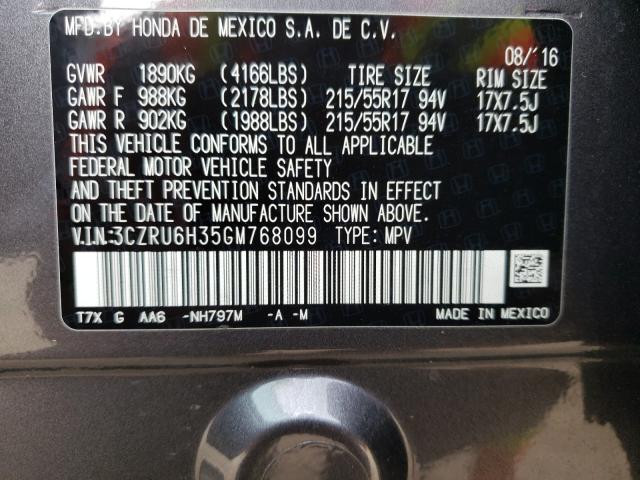 MFD.BY HONDA DE MEXICO S.A. DE C.V.
08/'16
GVWR 1890KG (4166LBS) TIRE SIZE RIM SIZE
GAWR F 988KG (2178LBS) 215/55R17 94V 17X7.5J
GAWR R 902KG (1988LBS) 215/55R17 94V 17X7.5J
THIS VEHICLE CONFORMS TO ALL APPLICABLE
FEDERAL MOTOR VEHICLE SAFETY
AND THEFT PREVENTION STANDARDS IN EFFECT
ON THE DATE OF MANUFACTURE SHOWN ABOVE.
V.I.N:3CZRU6H35GM768099 TYPE: MPV
T7X G AA6 -NH797M -A -M MADE IN MEXICO